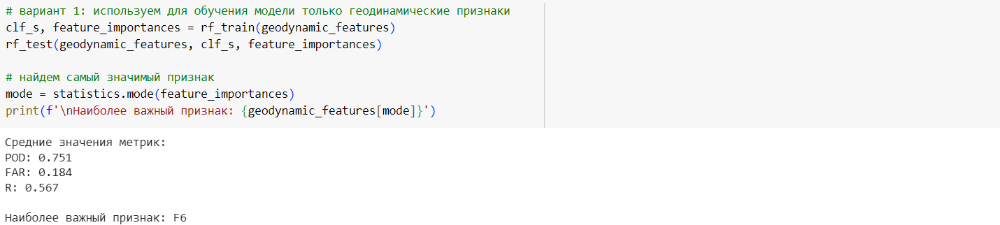 # вариант 1: используем для обучения модели только геодинамические признаки
clf_s, feature_importances = rf_train(geodynamic_features)
rf_test(geodynamic_features, clf_s, feature_importances)
# найдем самый значимый признак
mode = statistics.mode(feature_importances)
print(f'\nНаиболее важный признак: {geodynamic_features[mode]}')
Средние значения метрик:
POD: 0.751
FAR: 0.184
R: 0.567
Наиболее важный признак: F6